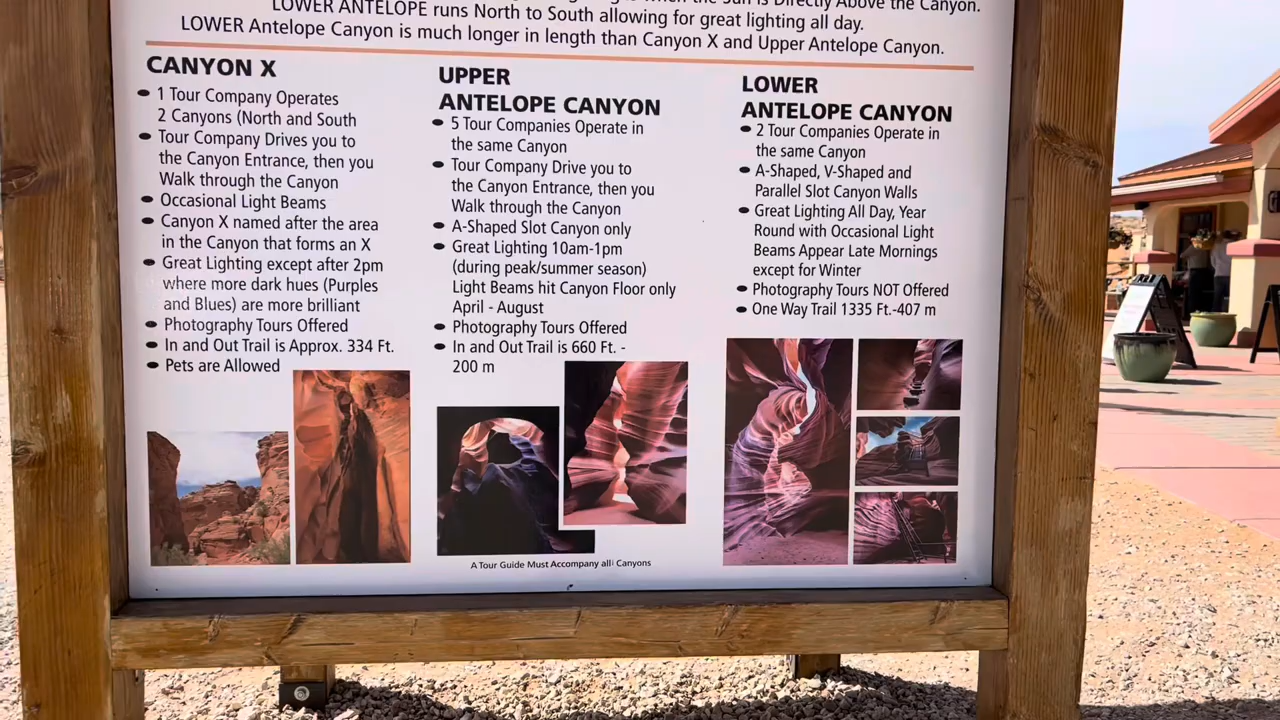 when the Sun is Directly Above the Canyon.
LOWER ANTELOPE runs North to South allowing for great lighting all day.
LOWER Antelope Canyon is much longer in length than Canyon X and Upper Antelope Canyon.
CANYON X
• 1 Tour Company Operates
2 Canyons (North and South
• Tour Company Drives you to
the Canyon Entrance, then you
Walk through the Canyon
• Occasional Light Beams
• Canyon X named after the area
in the Canyon that forms an X
• Great Lighting except after 2pm
where more dark hues (Purples
and Blues) are more brilliant
• Photography Tours Offered
• In and Out Trail is Approx. 334 Ft.
• Pets are Allowed
UPPER
ANTELOPE CANYON
• 5 Tour Companies Operate in
the same Canyon
• Tour Company Drive you to
the Canyon Entrance, then you
Walk through the Canyon
• A-Shaped Slot Canyon only
• Great Lighting 10am-1pm
(during peak/summer season)
Light Beams hit Canyon Floor only
April - August
• Photography Tours Offered
• In and Out Trail is 660 Ft. -
200 m
LOWER
ANTELOPE CANYON
• 2 Tour Companies Operate in
the same Canyon
• A-Shaped, V-Shaped and
Parallel Slot Canyon Walls
• Great Lighting All Day, Year
Round with Occasional Light
Beams Appear Late Mornings
except for Winter
• Photography Tours NOT Offered
• One Way Trail 1335 Ft.-407 m
A Tour Guide Must Accompany all Canyons